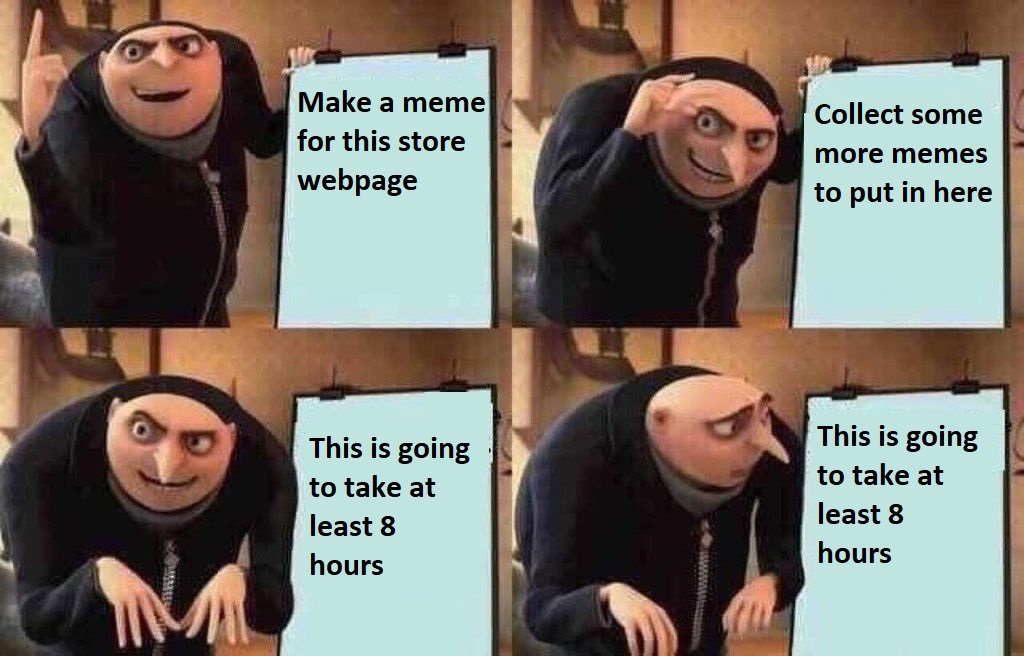 Make a meme
for this store
webpage
Collect some
more memes
to put in here
This is going
to take at
least 8
hours
This is going
to take at
least 8
hours